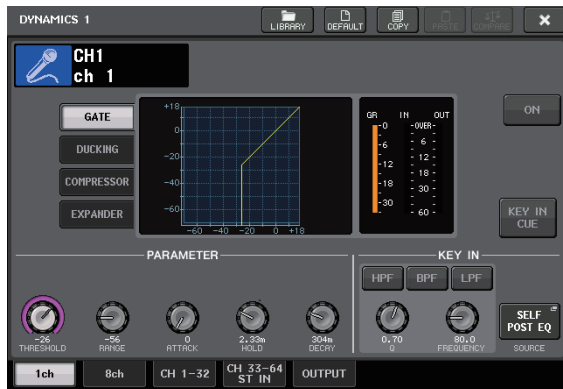 DYNAMICS 1
LIBRARY DEFAULT COPY PASTE COMPARE
CH1
ch 1
GATE
DUCKING
COMPRESSOR
EXPANDER
+18
0
-20
-40
-60
-60 -40 -20 0 +18
GR IN OUT
-0 -OVER-
-6 - 6 -
-12 - 12 -
-18 - 18 -
- 30 -
-30
- 60 -
ON
KEY IN
CUE
PARAMETER
KEY IN
HPF BPF LPF
-26 -56 0 2.33m 304m 0.70 80.0
THRESHOLD RANGE ATTACK HOLD DECAY Q FREQUENCY
SELF
POST EQ
SOURCE
1ch 8ch CH 1-32 CH 33-64
ST IN OUTPUT